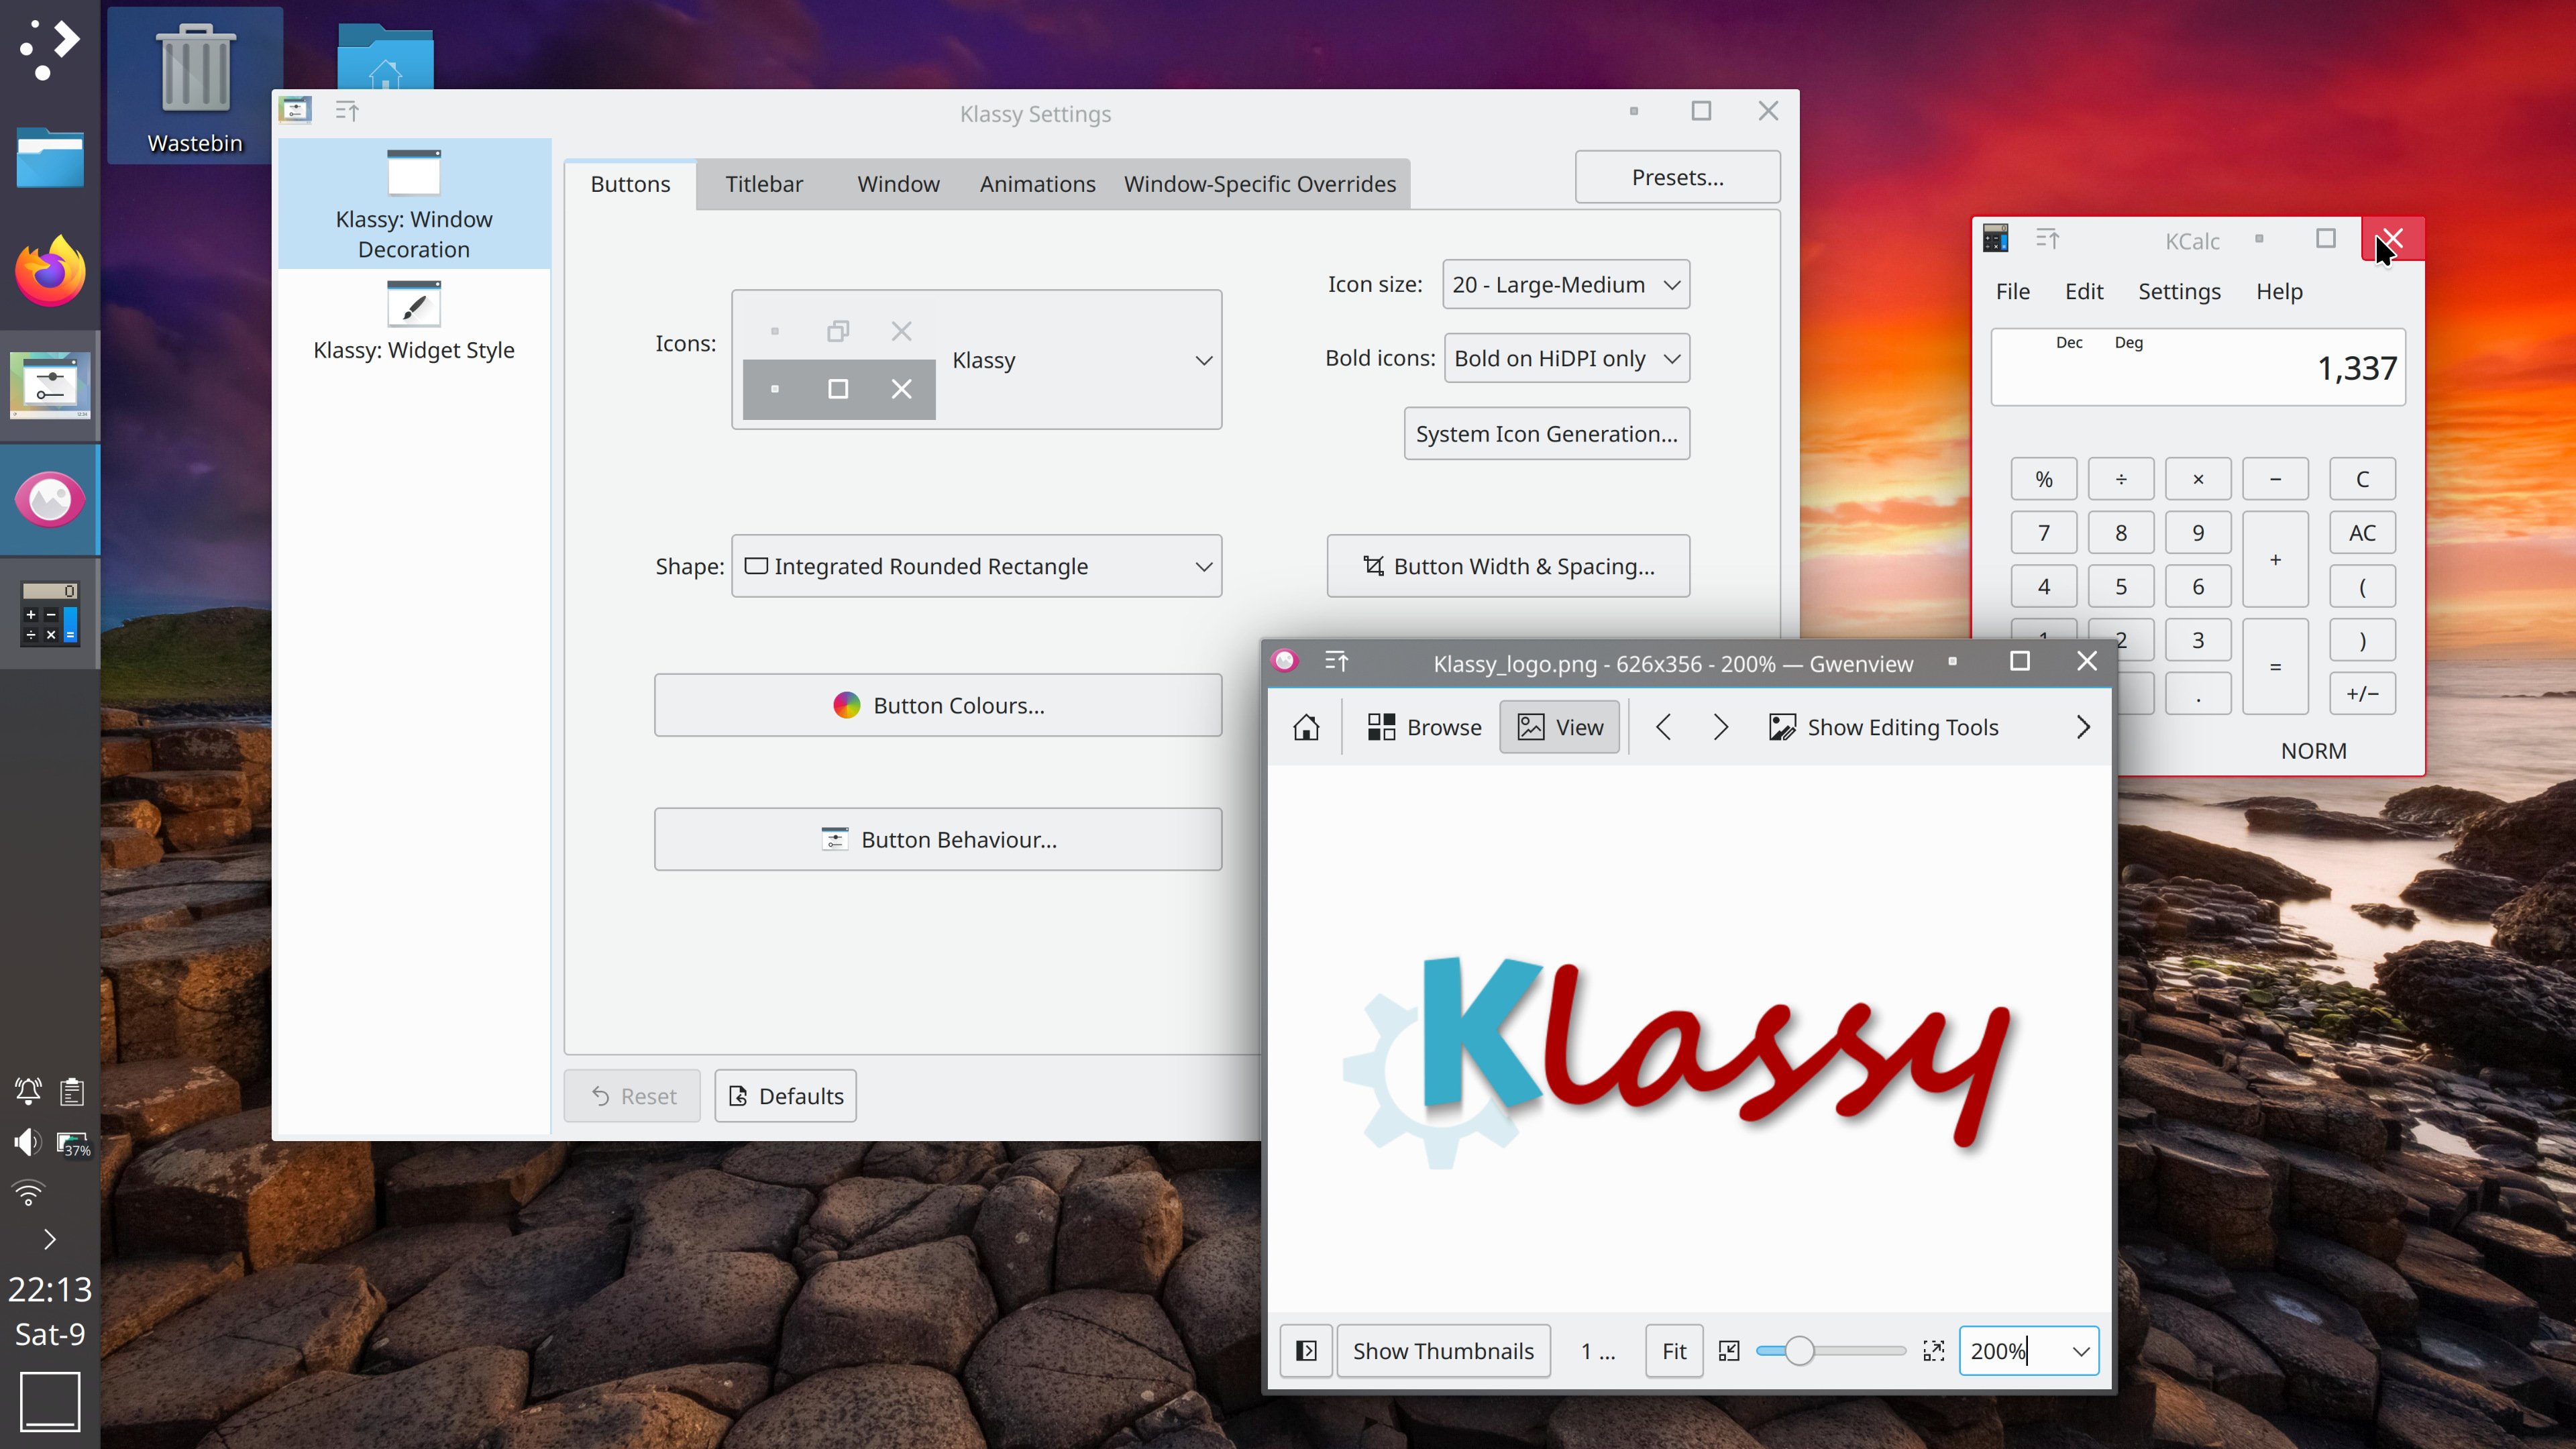 Wastebin
Klassy Settings
Klassy: Window
Decoration
Klassy: Widget Style
Buttons
Titlebar
Window
Animations
Window-Specific Overrides
Presets...
Icons:
Klassy
Icon size:
20 - Large-Medium
Bold icons:
Bold on HiDPI only
System Icon Generation...
Shape:
Integrated Rounded Rectangle
Button Width & Spacing...
Button Colours...
Button Behaviour...
Reset
Defaults
KCalc
File
Edit
Settings
Help
Dec
Deg
1,337
%
÷
×
−
C
7
8
9
+
AC
4
5
6
(
1
2
3
=
)
.
+/−
NORM
Klassy_logo.png - 626x356 - 200% — Gwenview
Browse
View
Show Editing Tools
Klassy
Show Thumbnails
1 ...
Fit
200%
0
37%
22:13
Sat-9